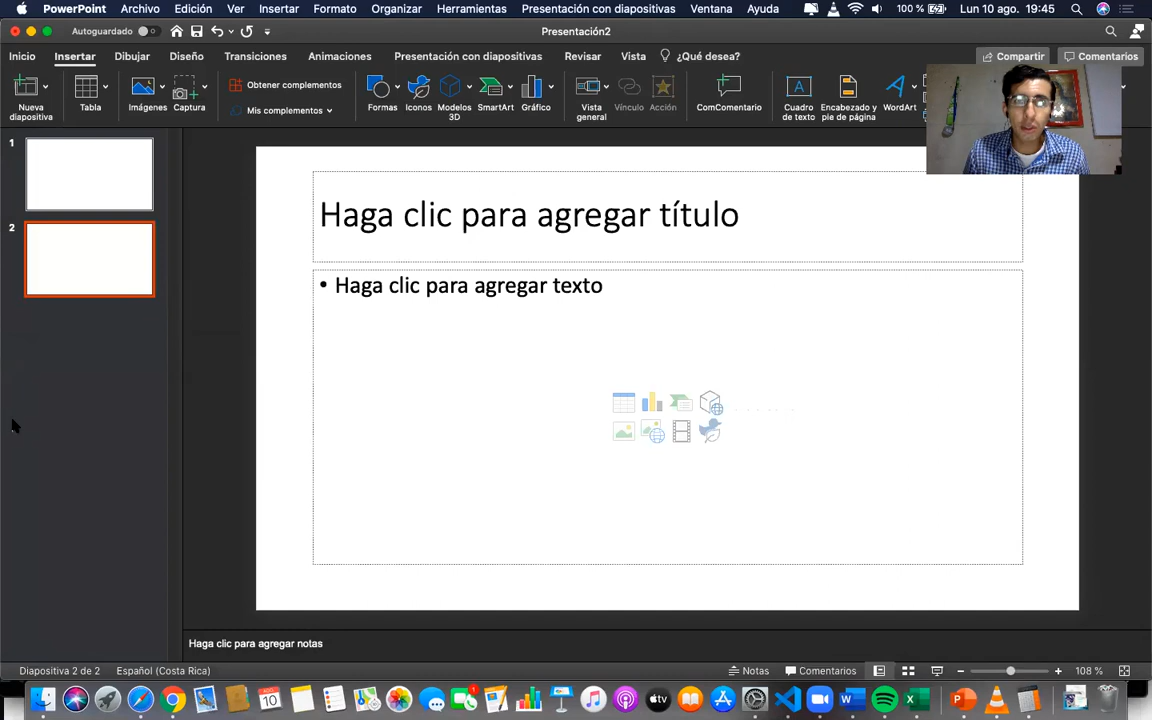 PowerPoint Archivo Edición Ver Insertar Formato Organizar Herramientas Presentación con diapositivas Ventana Ayuda 100 % Lun 10 ago. 19:45
Autoguardado Presentación2
Inicio Insertar Dibujar Diseño Transiciones Animaciones Presentación con diapositivas Revisar Vista ¿Qué desea? Compartir Comentarios
Nueva diapositiva
Tabla
Imágenes
Captura
Obtener complementos
Mis complementos
Formas
Iconos
Modelos 3D
SmartArt
Gráfico
Vista general
Vínculo
Acción
ComComentario
Cuadro de texto
Encabezado y pie de página
WordArt
1
2
Haga clic para agregar título
• Haga clic para agregar texto
Haga clic para agregar notas
Diapositiva 2 de 2 Español (Costa Rica) Notas Comentarios 108 %